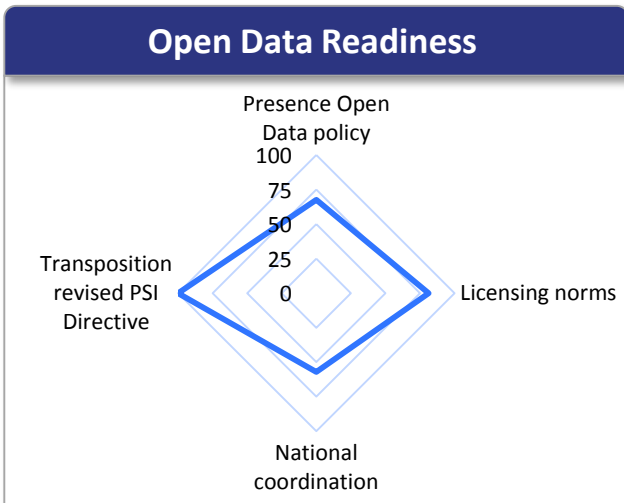 Open Data Readiness
Presence Open
Data policy
100
75
50
25
0
Transposition
revised PSI
Directive
Licensing norms
National
coordination